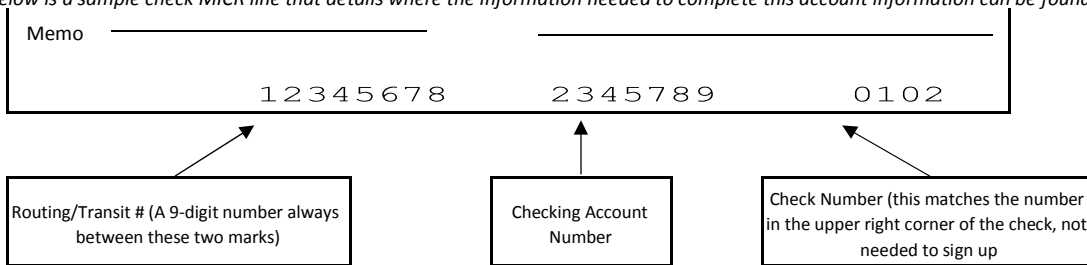 elow is a sample check MICR line that details where the information needed to complete this account information can be found
Memo
12345678 2345789 0102
Routing/Transit # (A 9-digit number always
between these two marks)
Checking Account
Number
Check Number (this matches the number
in the upper right corner of the check, not
needed to sign up